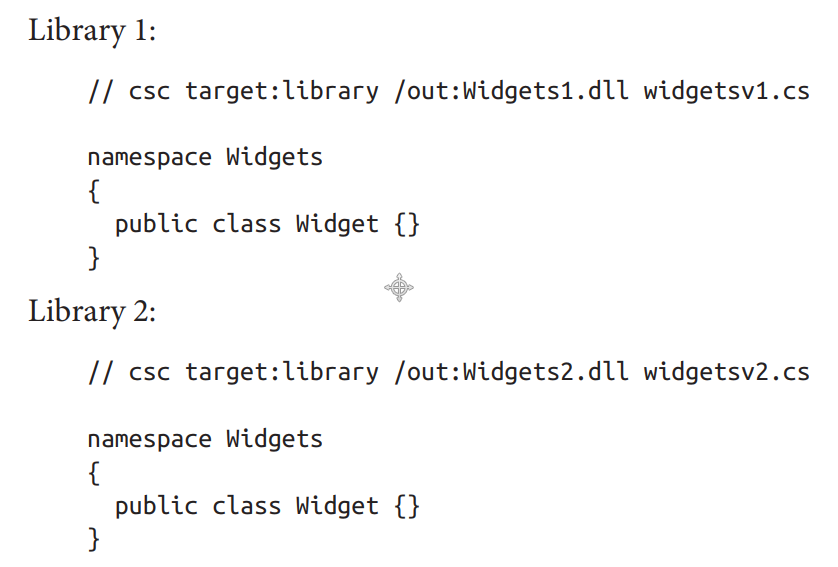 Library 1:
// csc target:library /out:Widgets1.dll widgetsv1.cs
namespace Widgets
{
  public class Widget {}
}
Library 2:
// csc target:library /out:Widgets2.dll widgetsv2.cs
namespace Widgets
{
  public class Widget {}
}